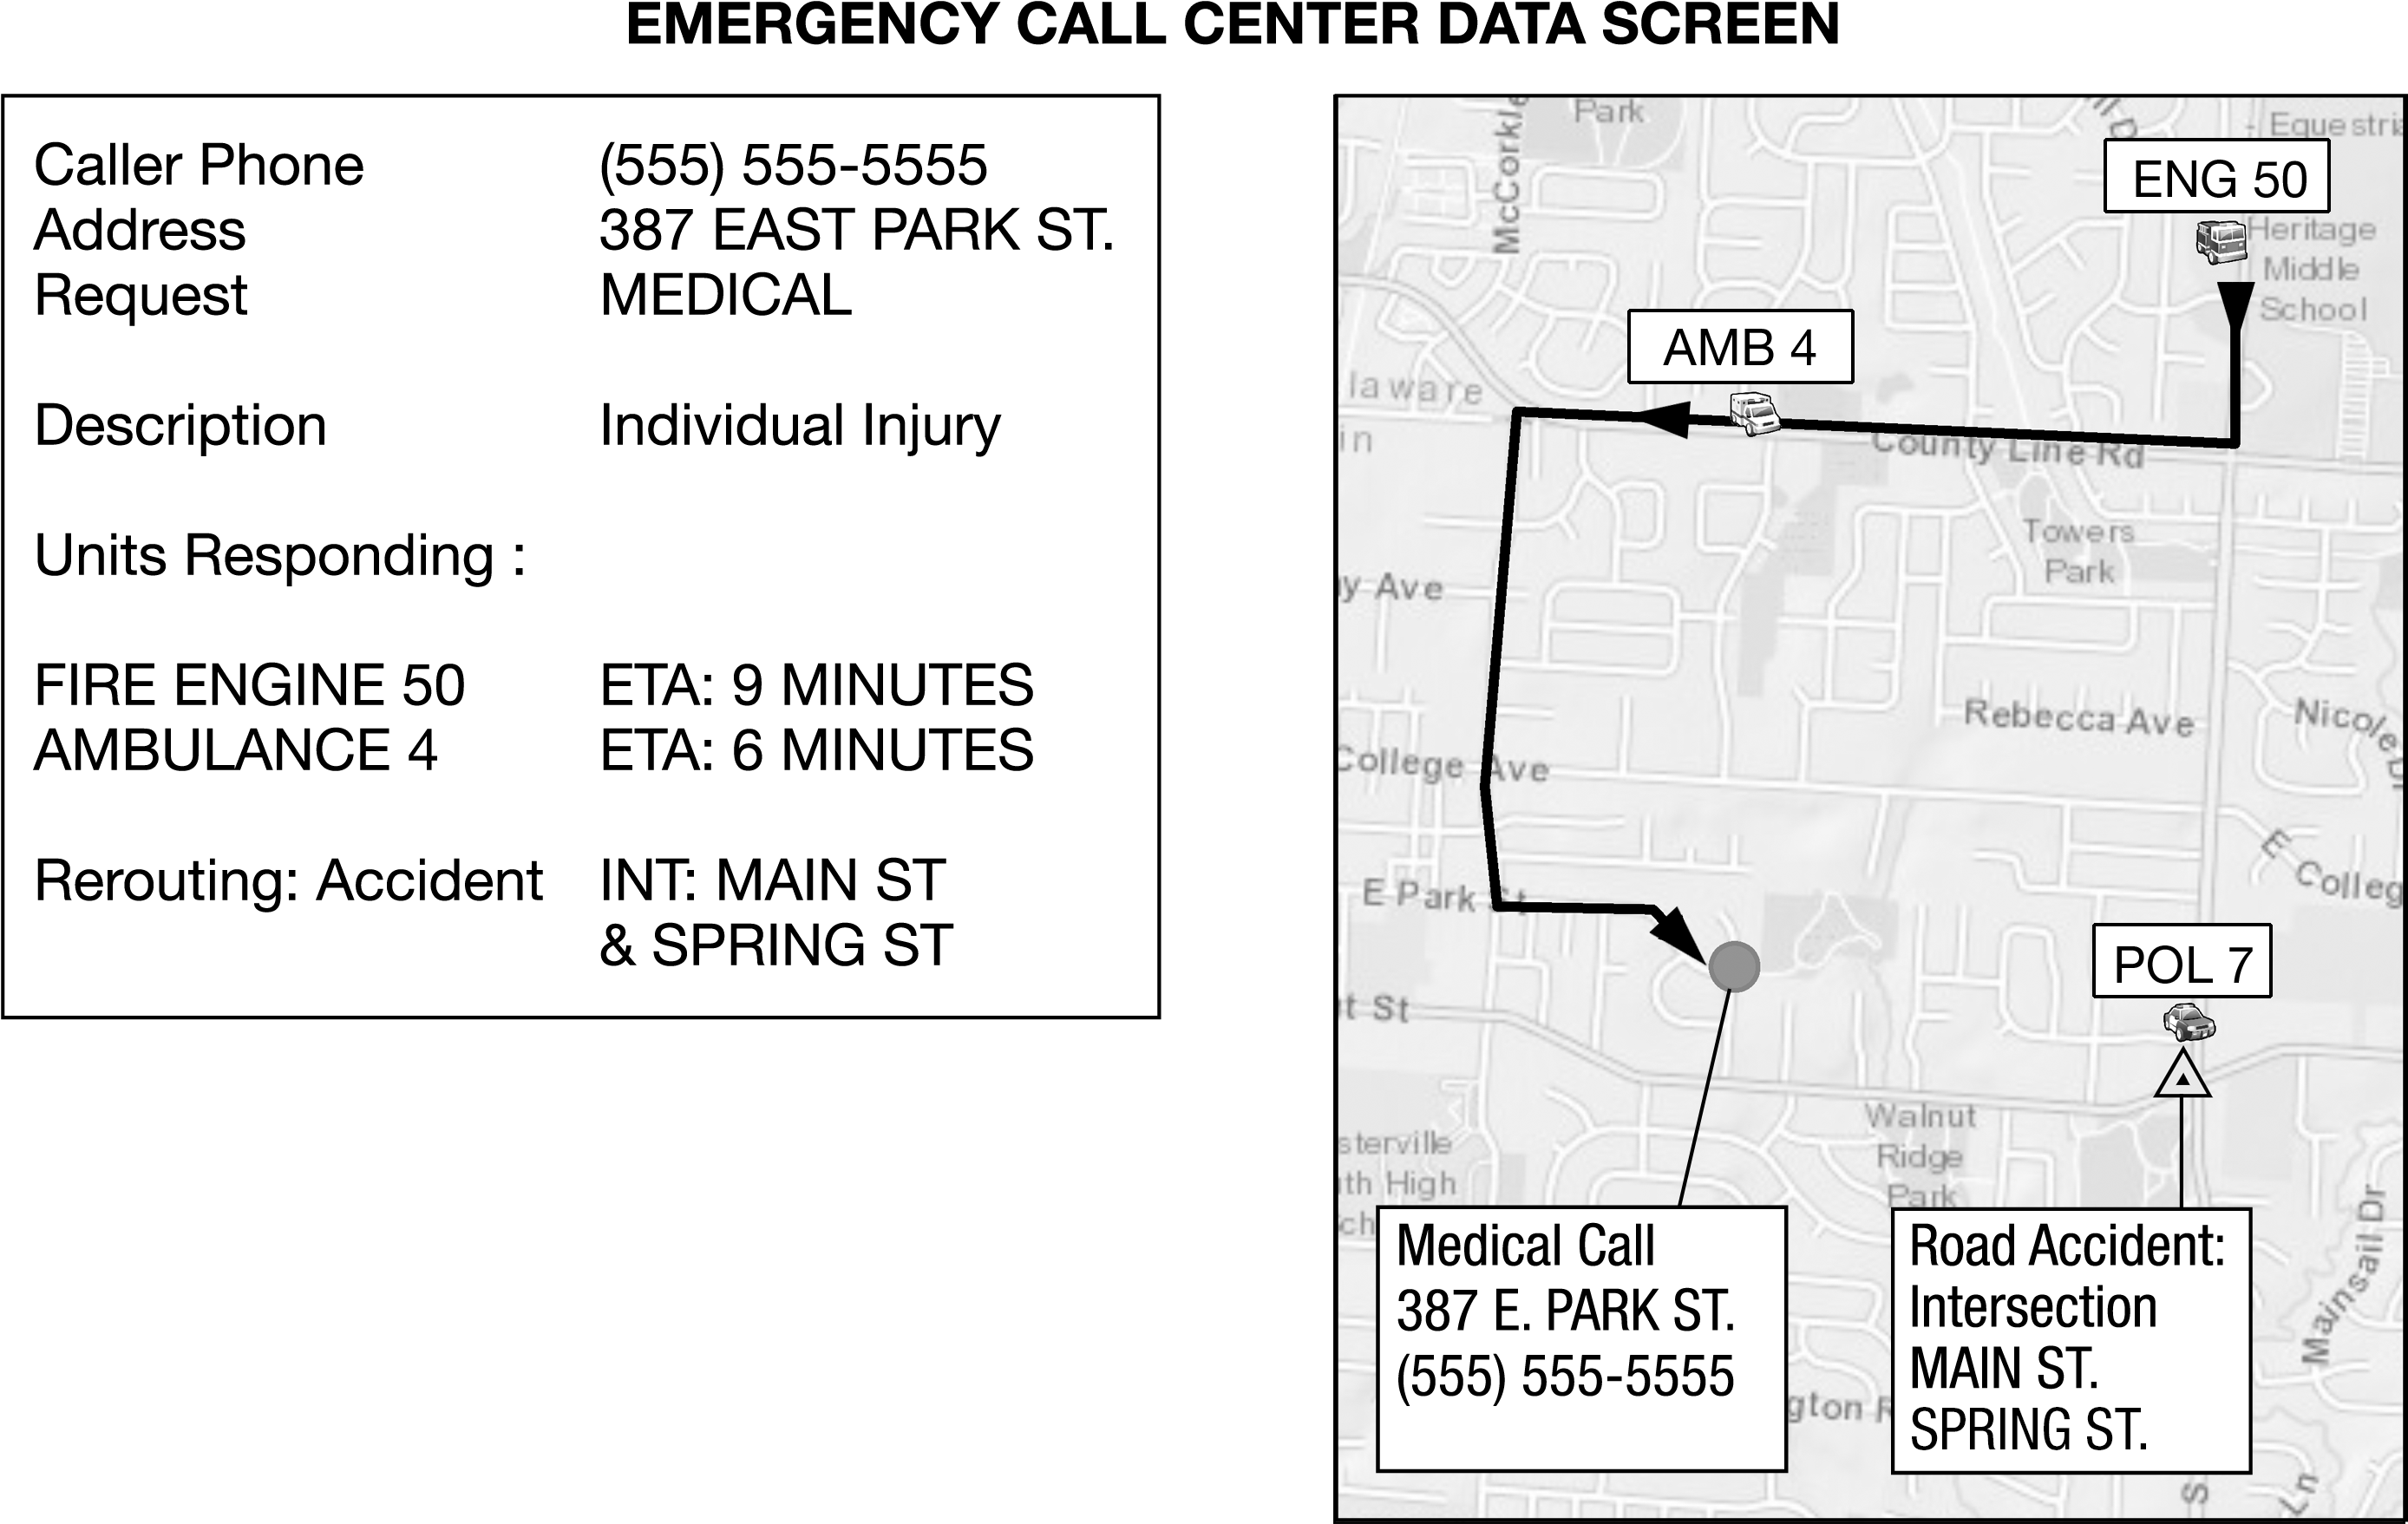 EMERGENCY CALL CENTER DATA SCREEN
Caller Phone (555) 555-5555
Address 387 EAST PARK ST.
Request MEDICAL
Description Individual Injury
Units Responding :
FIRE ENGINE 50 ETA: 9 MINUTES
AMBULANCE 4 ETA: 6 MINUTES
Rerouting: Accident INT: MAIN ST
& SPRING ST
Park
McCorkle
Equestri
ENG 50
Heritage
Middle
School
AMB 4
laware
in
County Line Rd
Towers
Park
y Ave
Rebecca Ave
Nicole D
College Ave
E Colleg
E Park St
POL 7
t St
Walnut
Ridge
Park
sterville
th High
ch
Mainsail Dr
Medical Call
387 E. PARK ST.
(555) 555-5555
Road Accident:
Intersection
MAIN ST.
SPRING ST.
gton R
S
Ln